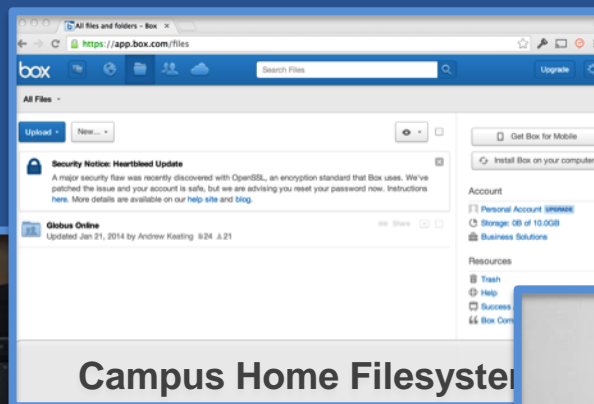 All files and folders – Box
https://app.box.com/files
box
Search Files
Upgrade
All Files
Upload
New...
Get Box for Mobile
Security Notice: Heartbleed Update
Install Box on your computer
A major security flaw was recently discovered with OpenSSL, an encryption standard that Box uses. We've
patched the issue and your account is safe, but we are advising you reset your password now. Instructions
here. More details are available on our help site and blog.
Account
Personal Account UPGRADE
Globus Online
Share
Storage: 0B of 10.0GB
Updated Jan 21, 2014 by Andrew Keating 24 21
Business Solutions
Resources
Trash
Help
Success
Box Com
Campus Home Filesyste